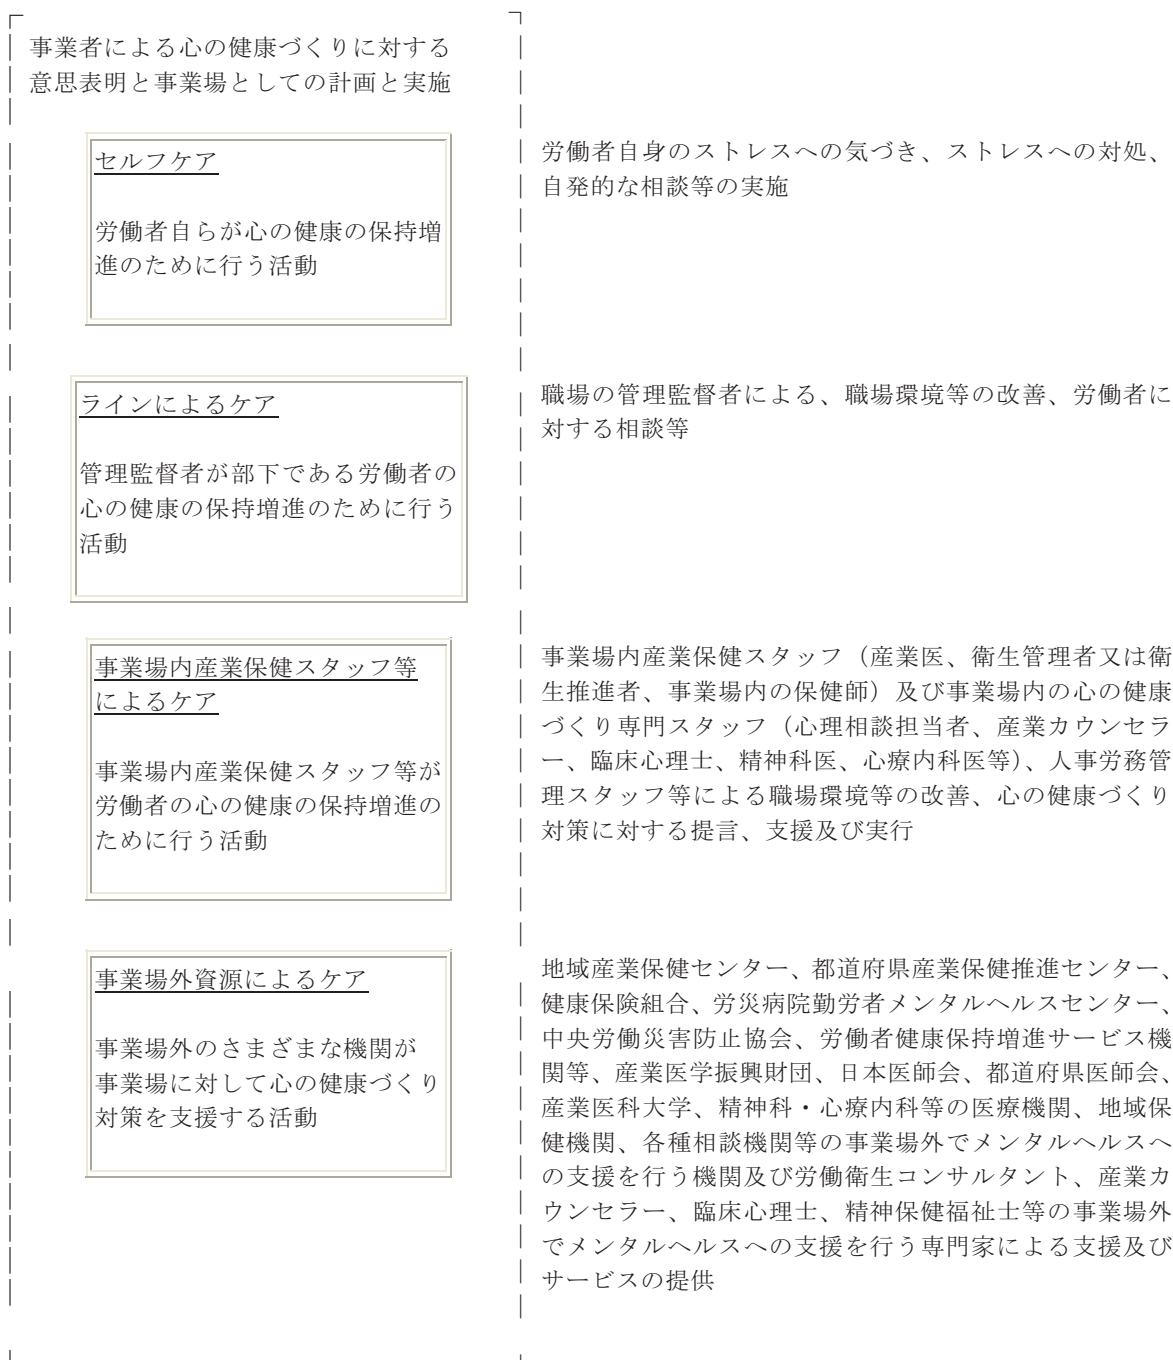 事業者による心の健康づくりに対する
意思表明と事業場としての計画と実施
セルフケア
労働者自らが心の健康の保持増
進のために行う活動
労働者自身のストレスへの気づき、ストレスへの対処、
自発的な相談等の実施
ラインによるケア
管理監督者が部下である労働者の
心の健康の保持増進のために行う
活動
職場の管理監督者による、職場環境等の改善、労働者に
対する相談等
事業場内産業保健スタッフ等
によるケア
事業場内産業保健スタッフ等が
労働者の心の健康の保持増進の
ために行う活動
事業場内産業保健スタッフ（産業医、衛生管理者又は衛
生推進者、事業場内の保健師）及び事業場内の心の健康
づくり専門スタッフ（心理相談担当者、産業カウンセラ
ー、臨床心理士、精神科医、心療内科医等）、人事労務管
理スタッフ等による職場環境等の改善、心の健康づくり
対策に対する提言、支援及び実行
事業場外資源によるケア
事業場外のさまざまな機関が
事業場に対して心の健康づくり
対策を支援する活動
地域産業保健センター、都道府県産業保健推進センター、
健康保険組合、労災病院勤労者メンタルヘルスセンター、
中央労働災害防止協会、労働者健康保持増進サービス機
関等、産業医学振興財団、日本医師会、都道府県医師会、
産業医科大学、精神科・心療内科等の医療機関、地域保
健機関、各種相談機関等の事業場外でメンタルヘルスへ
の支援を行う機関及び労働衛生コンサルタント、産業カ
ウンセラー、臨床心理士、精神保健福祉士等の事業場外
でメンタルヘルスへの支援を行う専門家による支援及び
サービスの提供